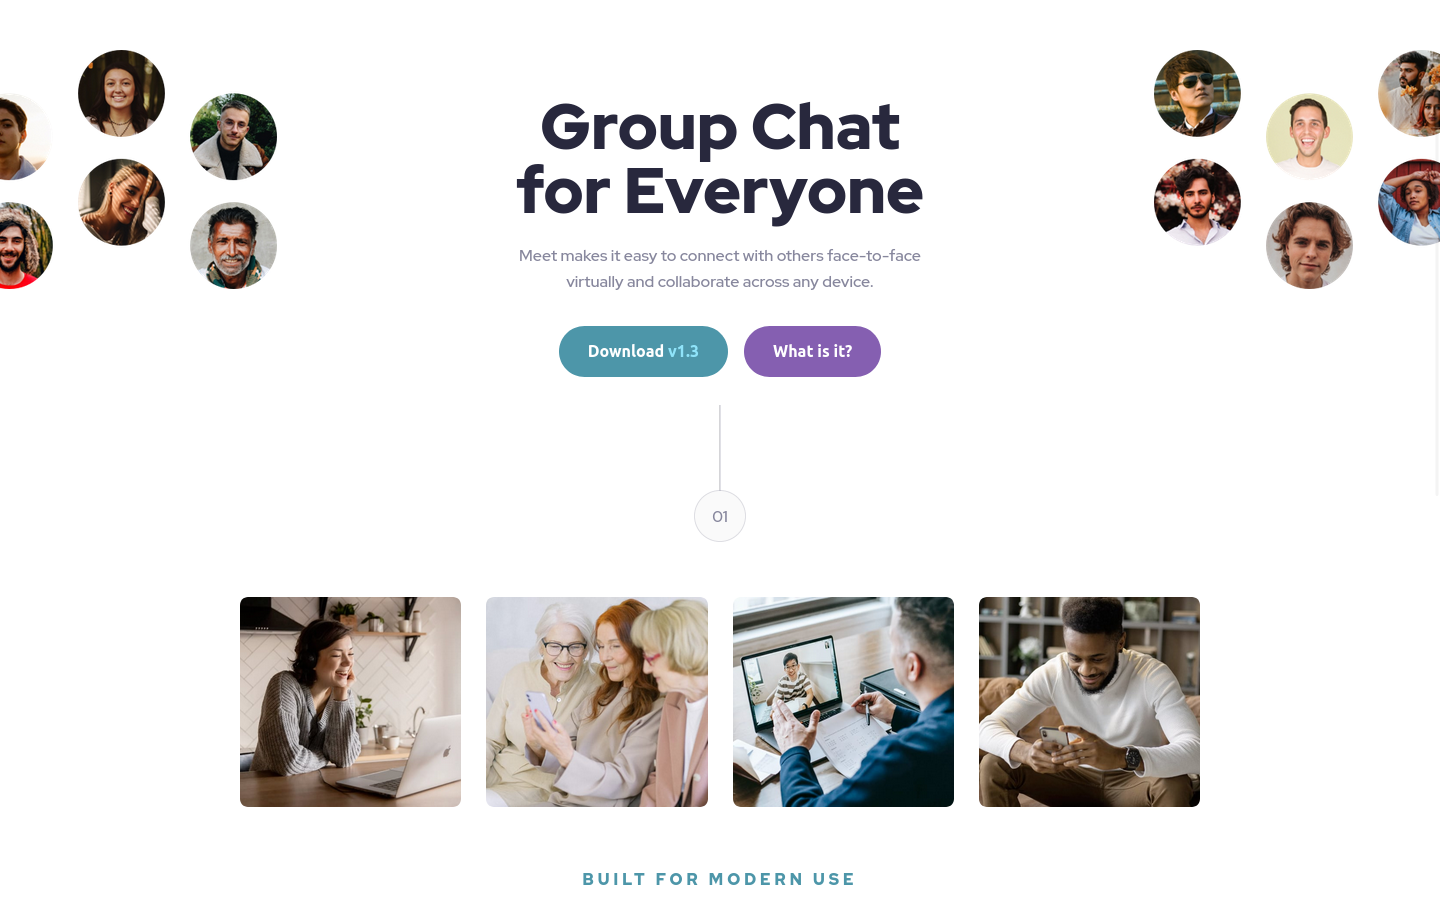 Group Chat
for Everyone
Meet makes it easy to connect with others face-to-face
virtually and collaborate across any device.
Download v1.3
What is it?
01
BUILT FOR MODERN USE